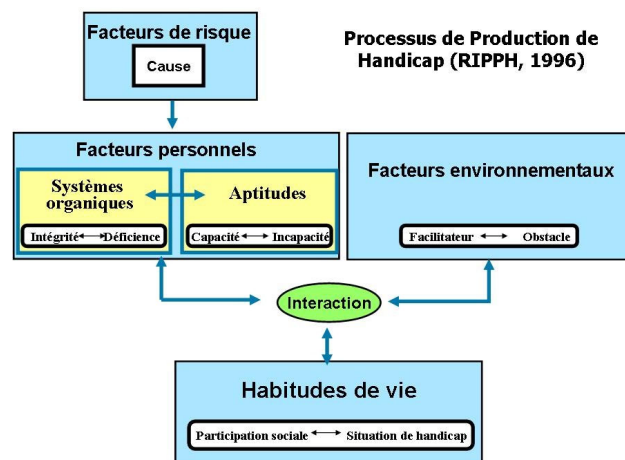 Facteurs de risque
Cause
Processus de Production de
Handicap (RIPPH, 1996)
Facteurs personnels
Systèmes
organiques
Intégrité Déficience
Aptitudes
Capacité Incapacité
Facteurs environnementaux
Facilitateur Obstacle
Interaction
Habitudes de vie
Participation sociale Situation de handicap